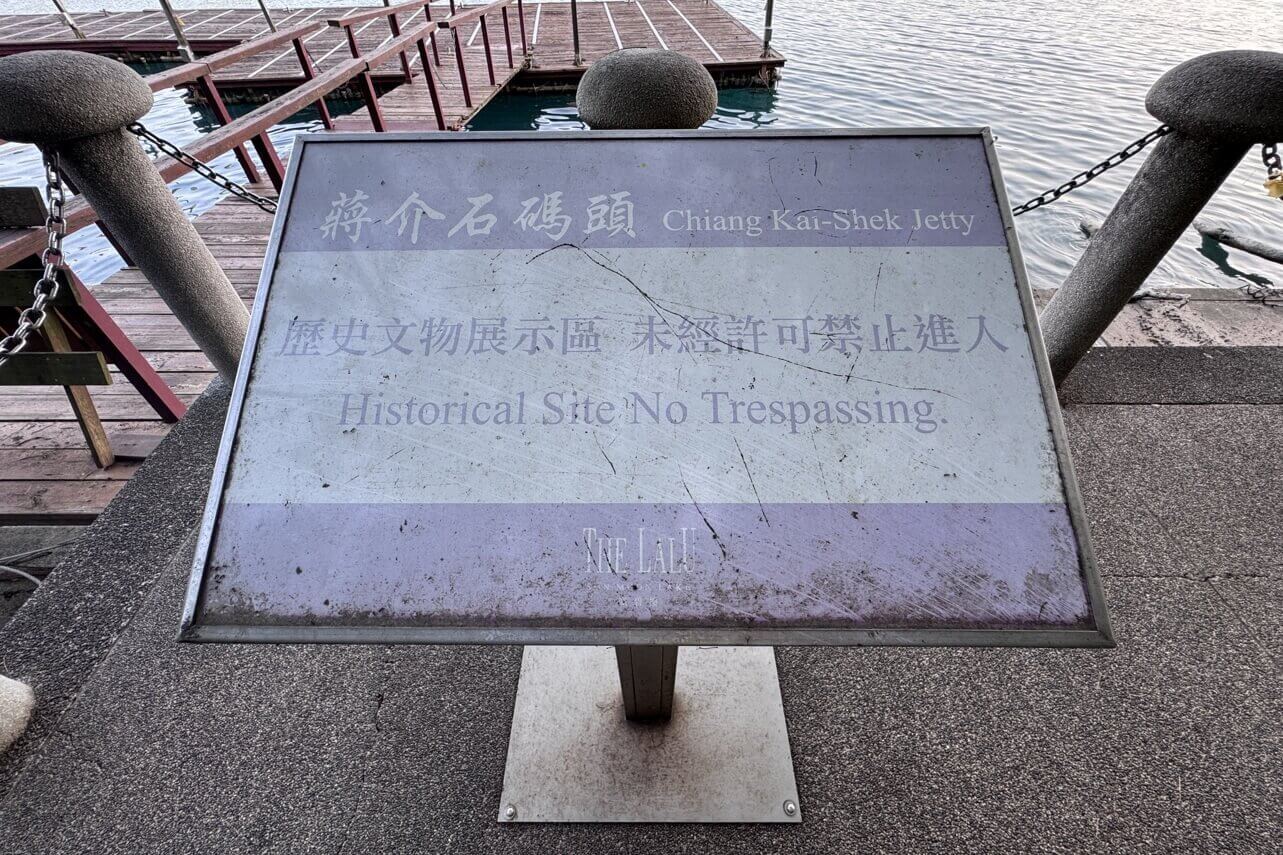 蔣介石碼頭 Chiang Kai-Shek Jetty
歷史文物展示區 未經許可禁止進入
Historical Site No Trespassing.
THE LALU